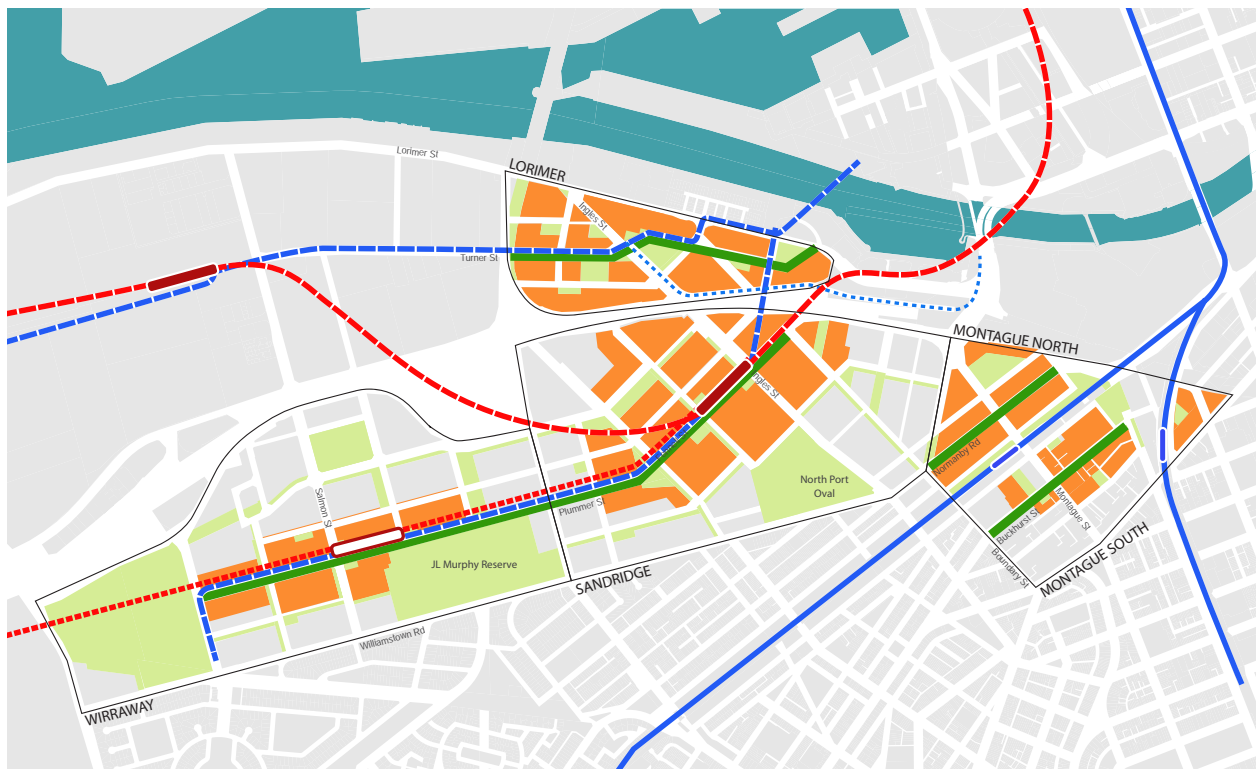 Lorimer St
LORIMER
Ingles St
Turner St
MONTAGUE NORTH
Ingles St
Normanby Rd
North Port
Oval
Salmon St
Plummer St
Montague St
Buckhurst St
Boundary St
JL Murphy Reserve
SANDRIDGE
MONTAGUE SOUTH
Williamstown Rd
WIRRAWAY